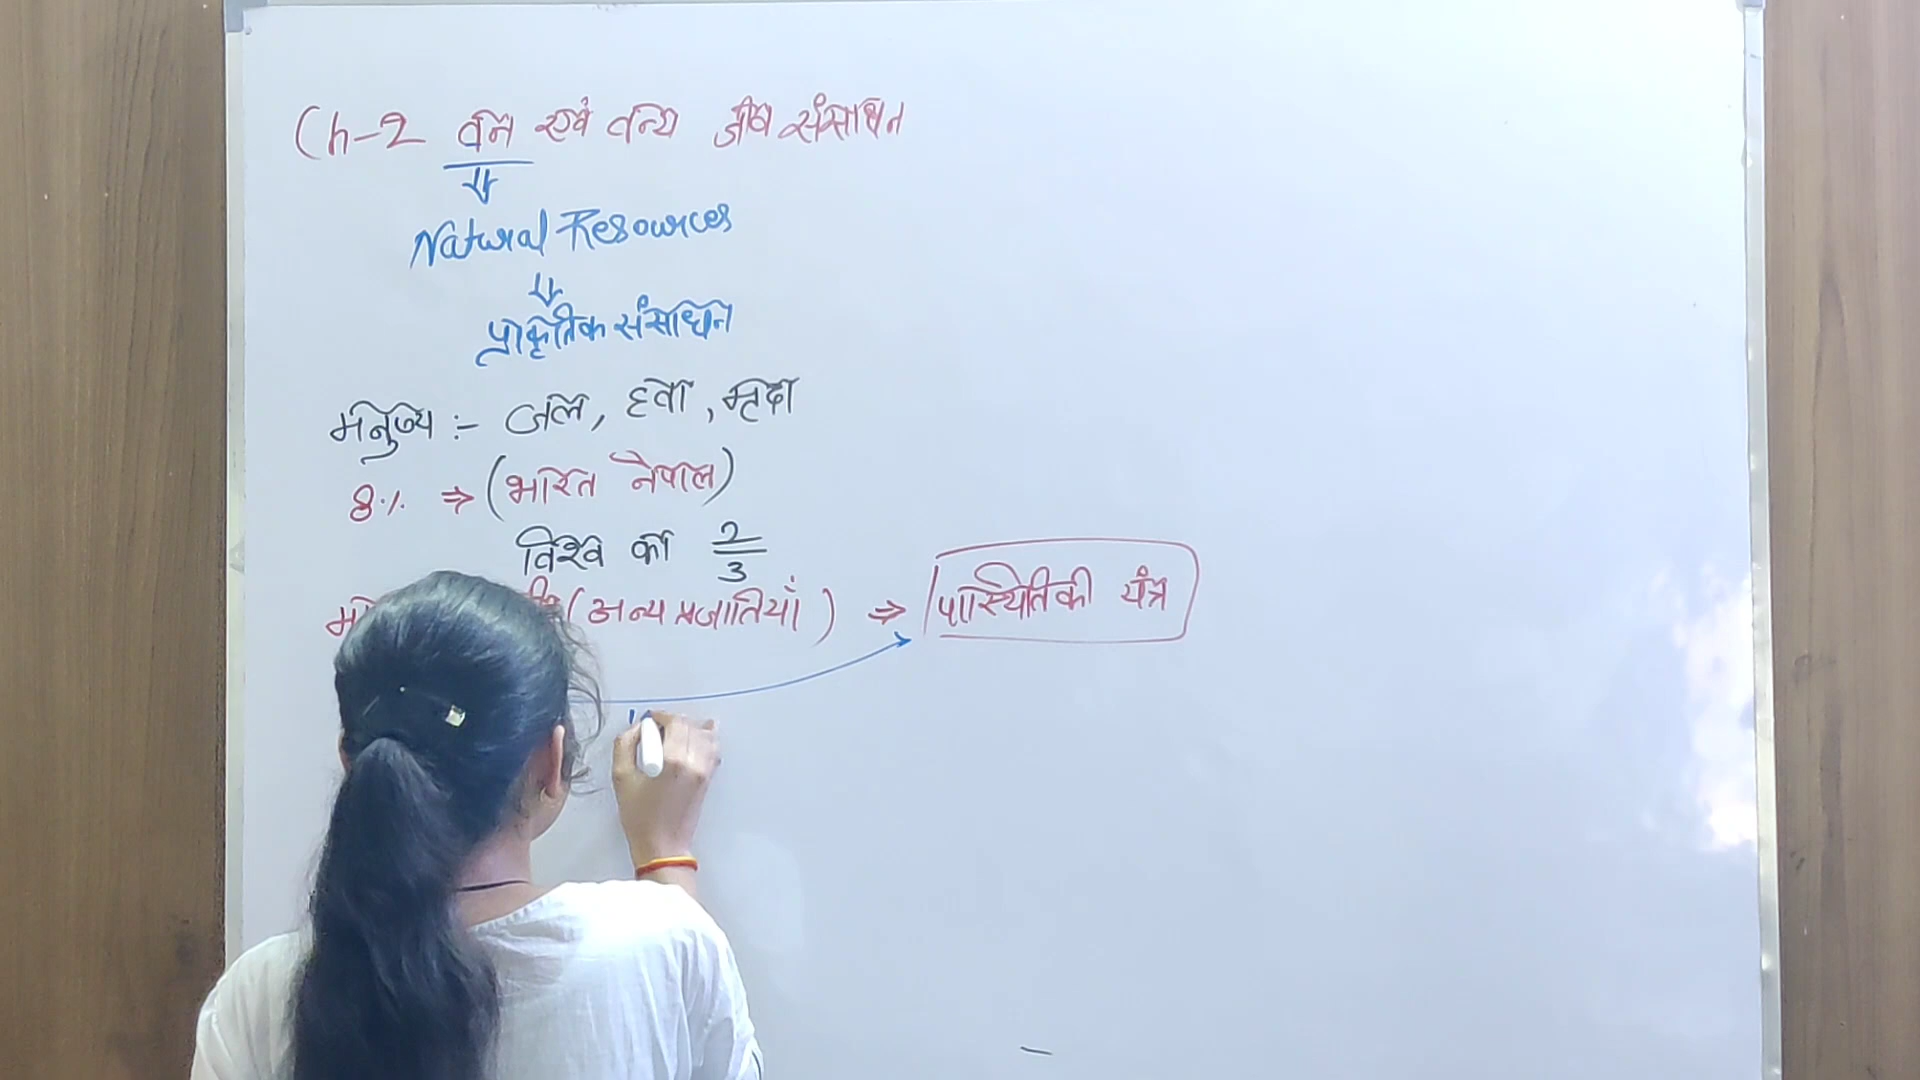 Ch-2 वन एवं वन्य जीव संसाधन
Natural Resources
प्राकृतिक संसाधन
मनुष्य :- जल, हवा, मृदा
8% ⇒ (भारत नेपाल)
विश्व का 2/3
(अन्य प्रजातियाँ) ⇒ पास्थितिकी यंत्र